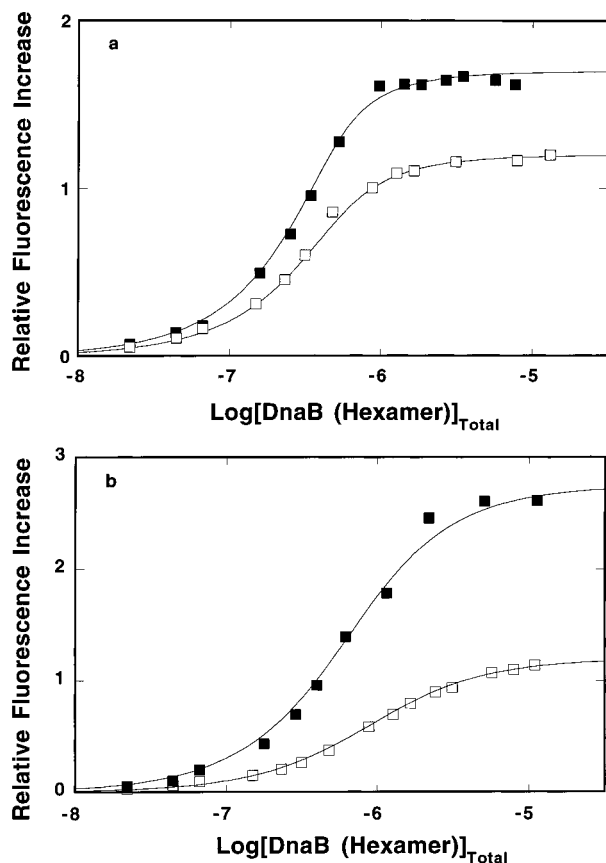 a
Relative Fluorescence Increase
2
1
0
-8
-7
-6
-5
Log[DnaB (Hexamer)]Total
b
Relative Fluorescence Increase
3
2
1
0
-8
-7
-6
-5
Log[DnaB (Hexamer)]Total